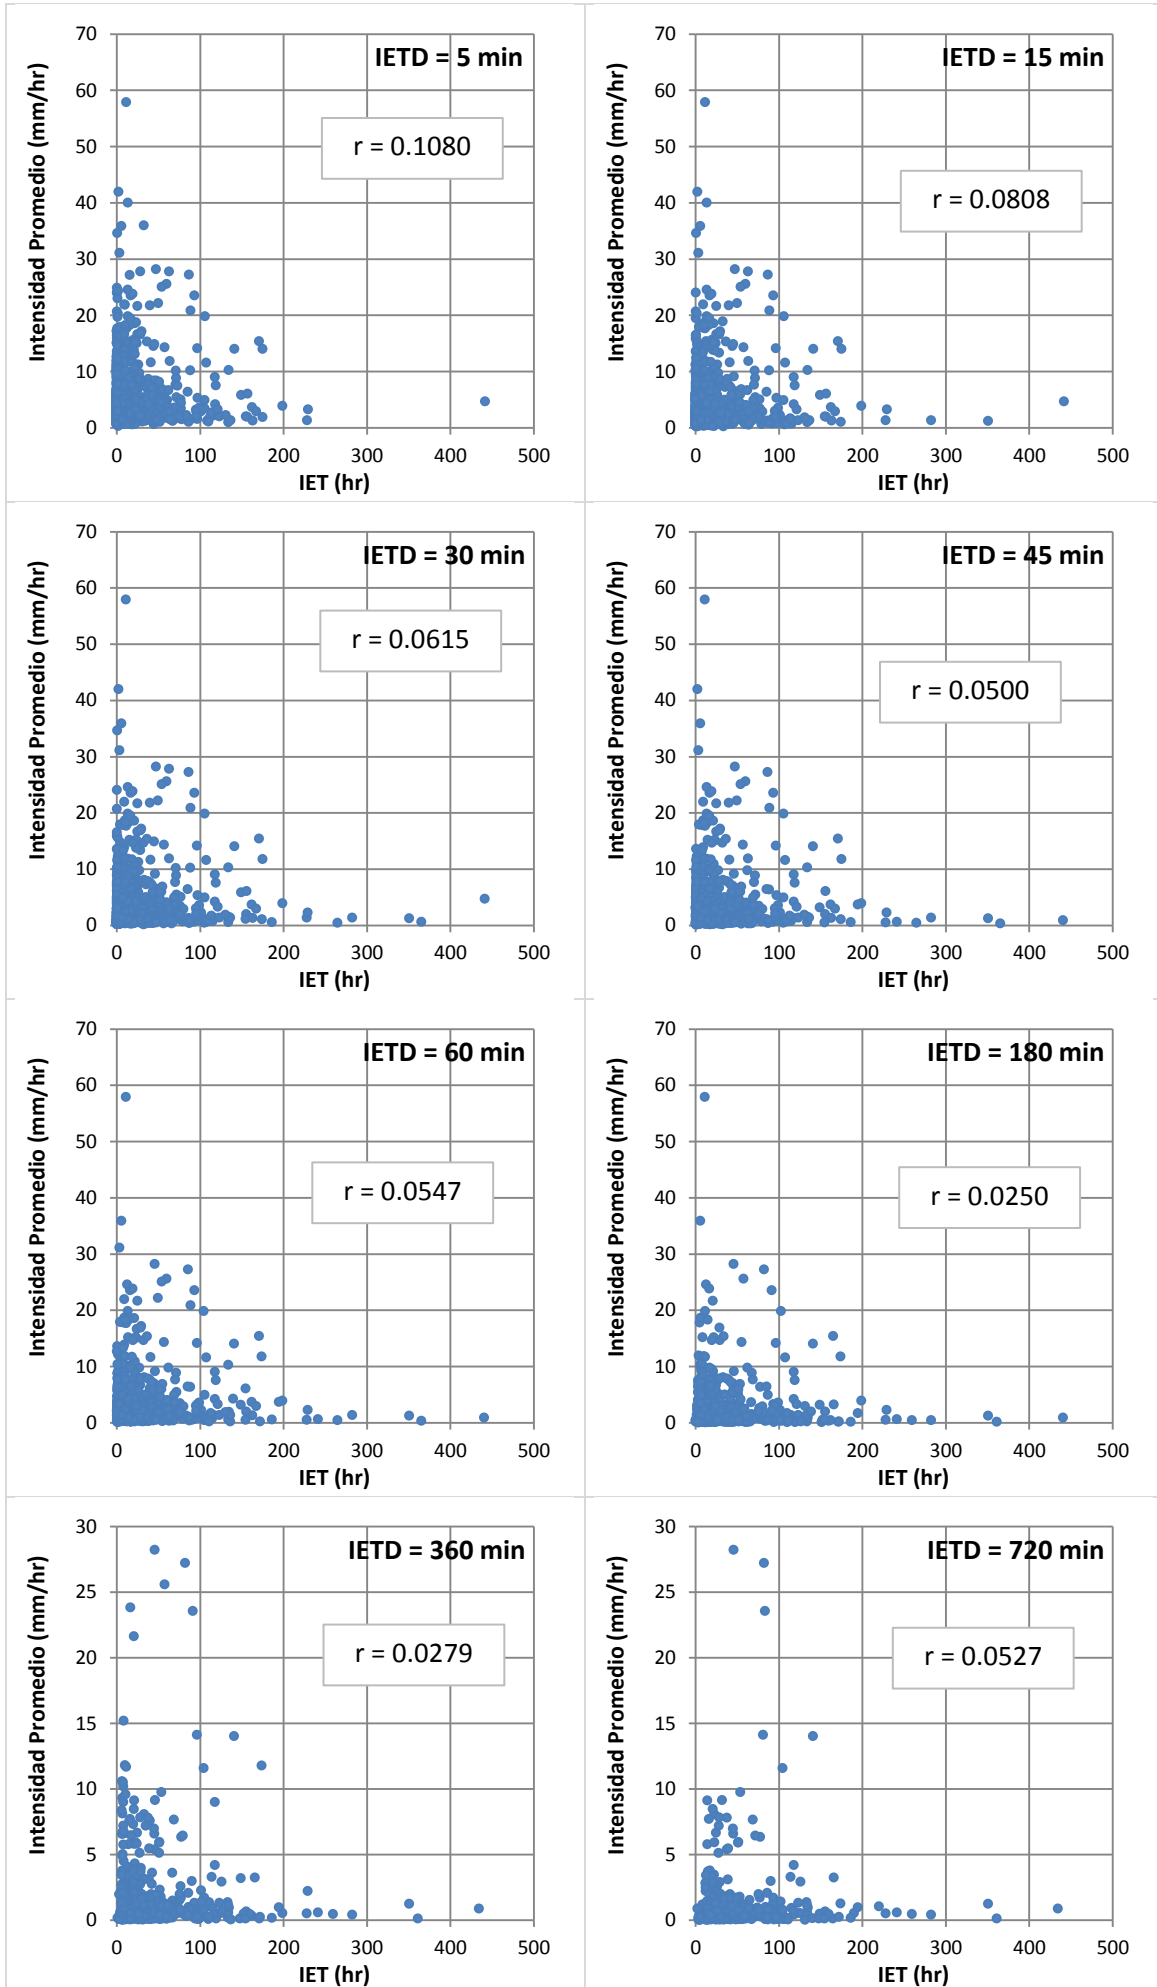 IETD = 5 min
r = 0.1080
Intensidad Promedio (mm/hr)
70
60
50
40
30
20
10
0
0 100 200 300 400 500
IET (hr)
IETD = 15 min
r = 0.0808
Intensidad Promedio (mm/hr)
70
60
50
40
30
20
10
0
0 100 200 300 400 500
IET (hr)
IETD = 30 min
r = 0.0615
Intensidad Promedio (mm/hr)
70
60
50
40
30
20
10
0
0 100 200 300 400 500
IET (hr)
IETD = 45 min
r = 0.0500
Intensidad Promedio (mm/hr)
70
60
50
40
30
20
10
0
0 100 200 300 400 500
IET (hr)
IETD = 60 min
r = 0.0547
Intensidad Promedio (mm/hr)
70
60
50
40
30
20
10
0
0 100 200 300 400 500
IET (hr)
IETD = 180 min
r = 0.0250
Intensidad Promedio (mm/hr)
70
60
50
40
30
20
10
0
0 100 200 300 400 500
IET (hr)
IETD = 360 min
r = 0.0279
Intensidad Promedio (mm/hr)
30
25
20
15
10
5
0
0 100 200 300 400 500
IET (hr)
IETD = 720 min
r = 0.0527
Intensidad Promedio (mm/hr)
30
25
20
15
10
5
0
0 100 200 300 400 500
IET (hr)